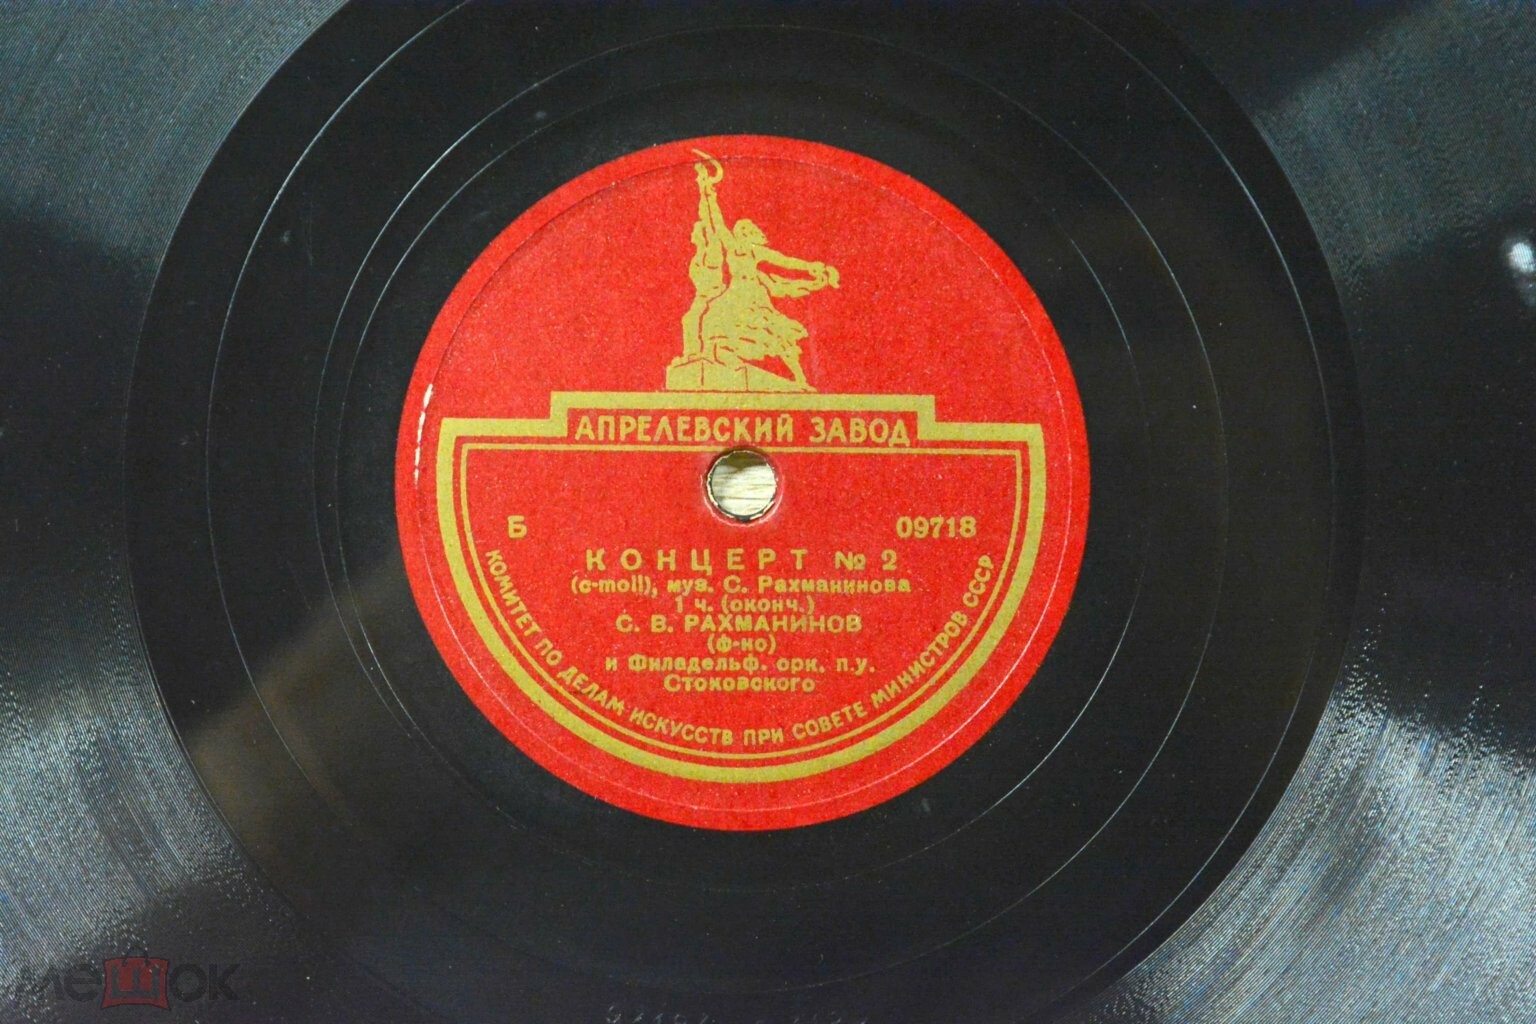 АПРЕЛЕВСКИЙ ЗАВОД
Б 09718
КОНЦЕРТ № 2
(c-moll), муз. С. Рахманинова
1 ч. (оконч.)
С. В. РАХМАНИНОВ
(ф-но)
и Филадельф. орк. п.у.
Стоковского
КОМИТЕТ ПО ДЕЛАМ ИСКУССТВ ПРИ СОВЕТЕ МИНИСТРОВ СССР
мешок